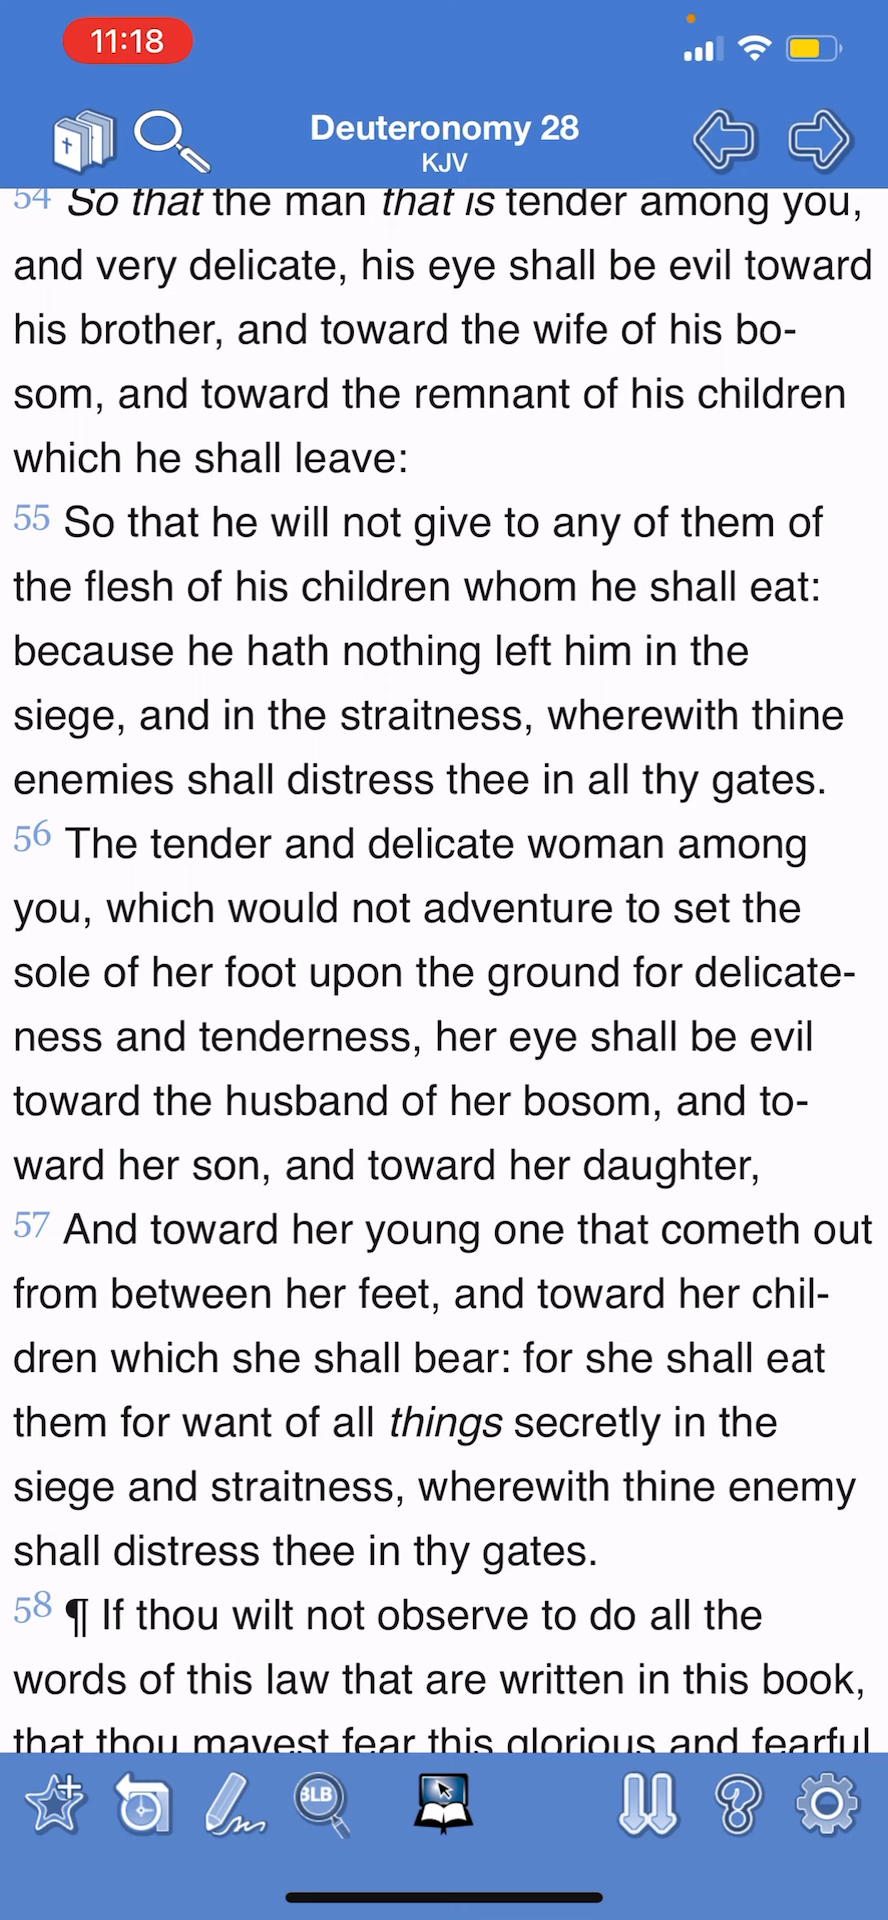 11:18
Deuteronomy 28
KJV
54 So that the man that is tender among you,
and very delicate, his eye shall be evil toward
his brother, and toward the wife of his bo-
som, and toward the remnant of his children
which he shall leave:
55 So that he will not give to any of them of
the flesh of his children whom he shall eat:
because he hath nothing left him in the
siege, and in the straitness, wherewith thine
enemies shall distress thee in all thy gates.
56 The tender and delicate woman among
you, which would not adventure to set the
sole of her foot upon the ground for delicate-
ness and tenderness, her eye shall be evil
toward the husband of her bosom, and to-
ward her son, and toward her daughter,
57 And toward her young one that cometh out
from between her feet, and toward her chil-
dren which she shall bear: for she shall eat
them for want of all things secretly in the
siege and straitness, wherewith thine enemy
shall distress thee in thy gates.
58 ¶ If thou wilt not observe to do all the
words of this law that are written in this book,
that thou mayest fear this glorious and fearful
BLB